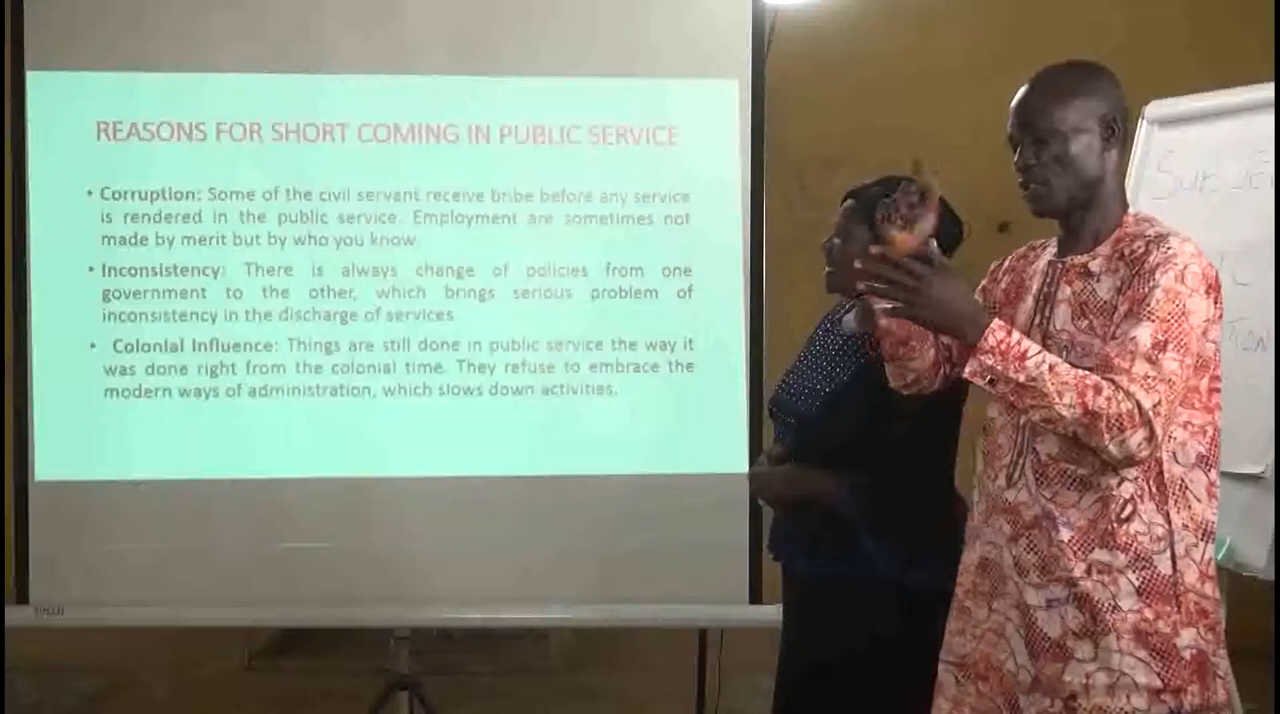 REASONS FOR SHORT COMING IN PUBLIC SERVICE
• Corruption: Some of the civil servant receive bribe before any service
is rendered in the public service. Employment are sometimes not
made by merit but by who you know.
• Inconsistency: There is always change of policies from one
government to the other, which brings serious problem of
inconsistency in the discharge of services.
• Colonial Influence: Things are still done in public service the way it
was done right from the colonial time. They refuse to embrace the
modern ways of administration, which slows down activities.